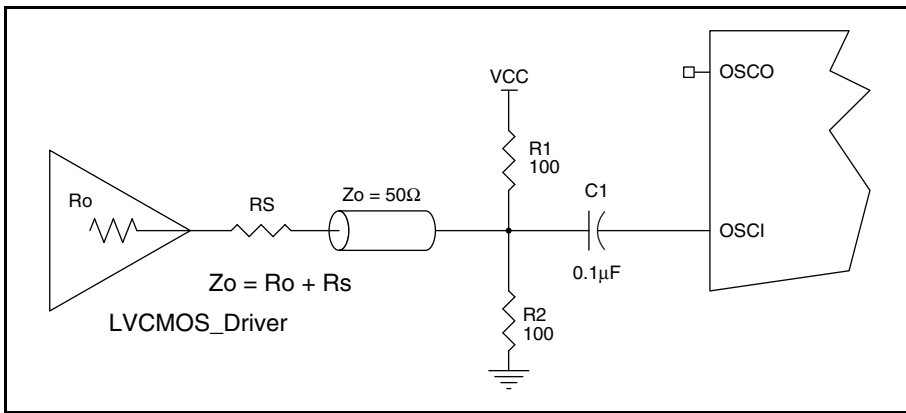 OSCO
VCC
R1
100
Ro
RS
Zo = 50Ω
C1
OSCI
0.1μF
Zo = Ro + Rs
LVCMOS_Driver
R2
100